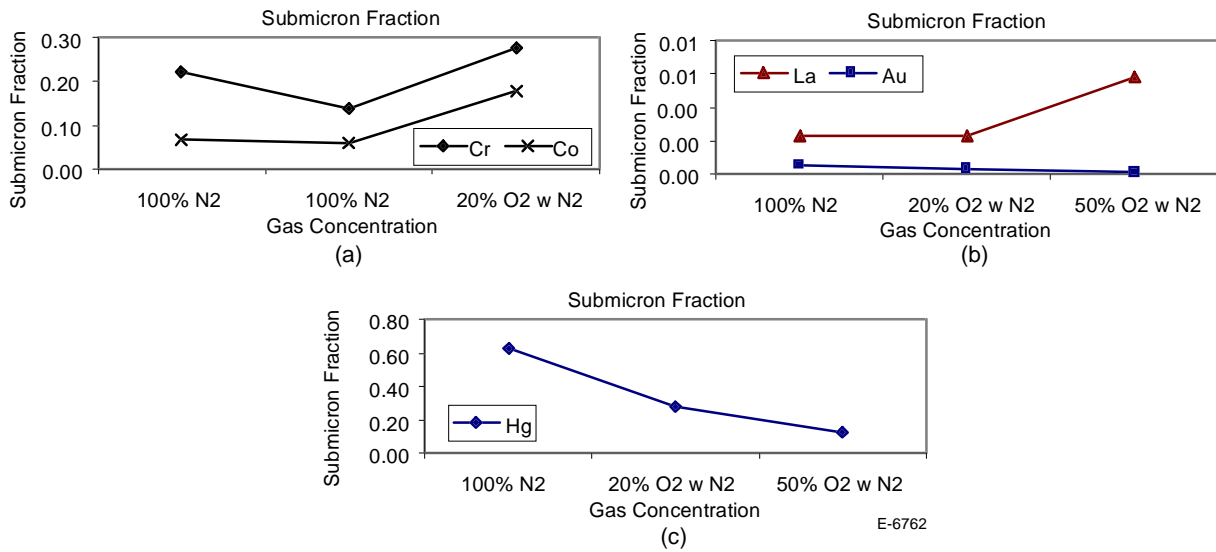 Submicron Fraction
Submicron Fraction
0.30
0.20
0.10
0.00
Cr Co
100% N2 100% N2 20% O2 w N2
Gas Concentration
(a)
Submicron Fraction
Submicron Fraction
0.01
0.01
0.00
0.00
0.00
La Au
100% N2 20% O2 w N2 50% O2 w N2
Gas Concentration
(b)
Submicron Fraction
Submicron Fraction
0.80
0.60
0.40
0.20
0.00
Hg
100% N2 20% O2 w N2 50% O2 w N2
Gas Concentration
(c)
E-6762